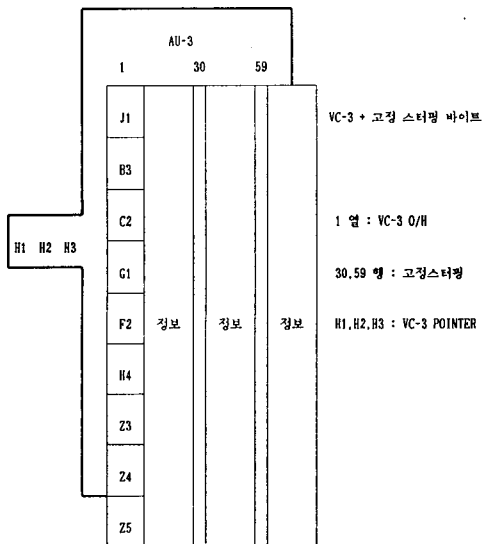 AU-3
1 30 59
J1 VC-3 + 고정 스터핑 바이트
B3
C2 1 열 : VC-3 O/H
H1 H2 H3
G1 30,59 행 : 고정스터핑
F2 정보 정보 정보 H1,H2,H3 : VC-3 POINTER
H4
Z3
Z4
Z5